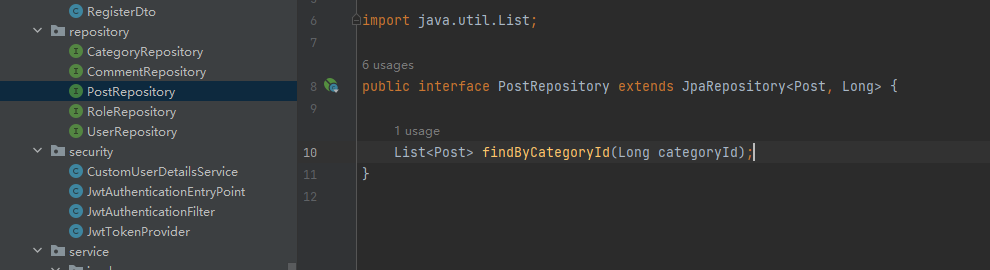 RegisterDto
repository
CategoryRepository
CommentRepository
PostRepository
RoleRepository
UserRepository
security
CustomUserDetailsService
JwtAuthenticationEntryPoint
JwtAuthenticationFilter
JwtTokenProvider
service
6 import java.util.List;
7
6 usages
8 public interface PostRepository extends JpaRepository<Post, Long> {
9
1 usage
10 List<Post> findByCategoryId(Long categoryId);
11 }
12